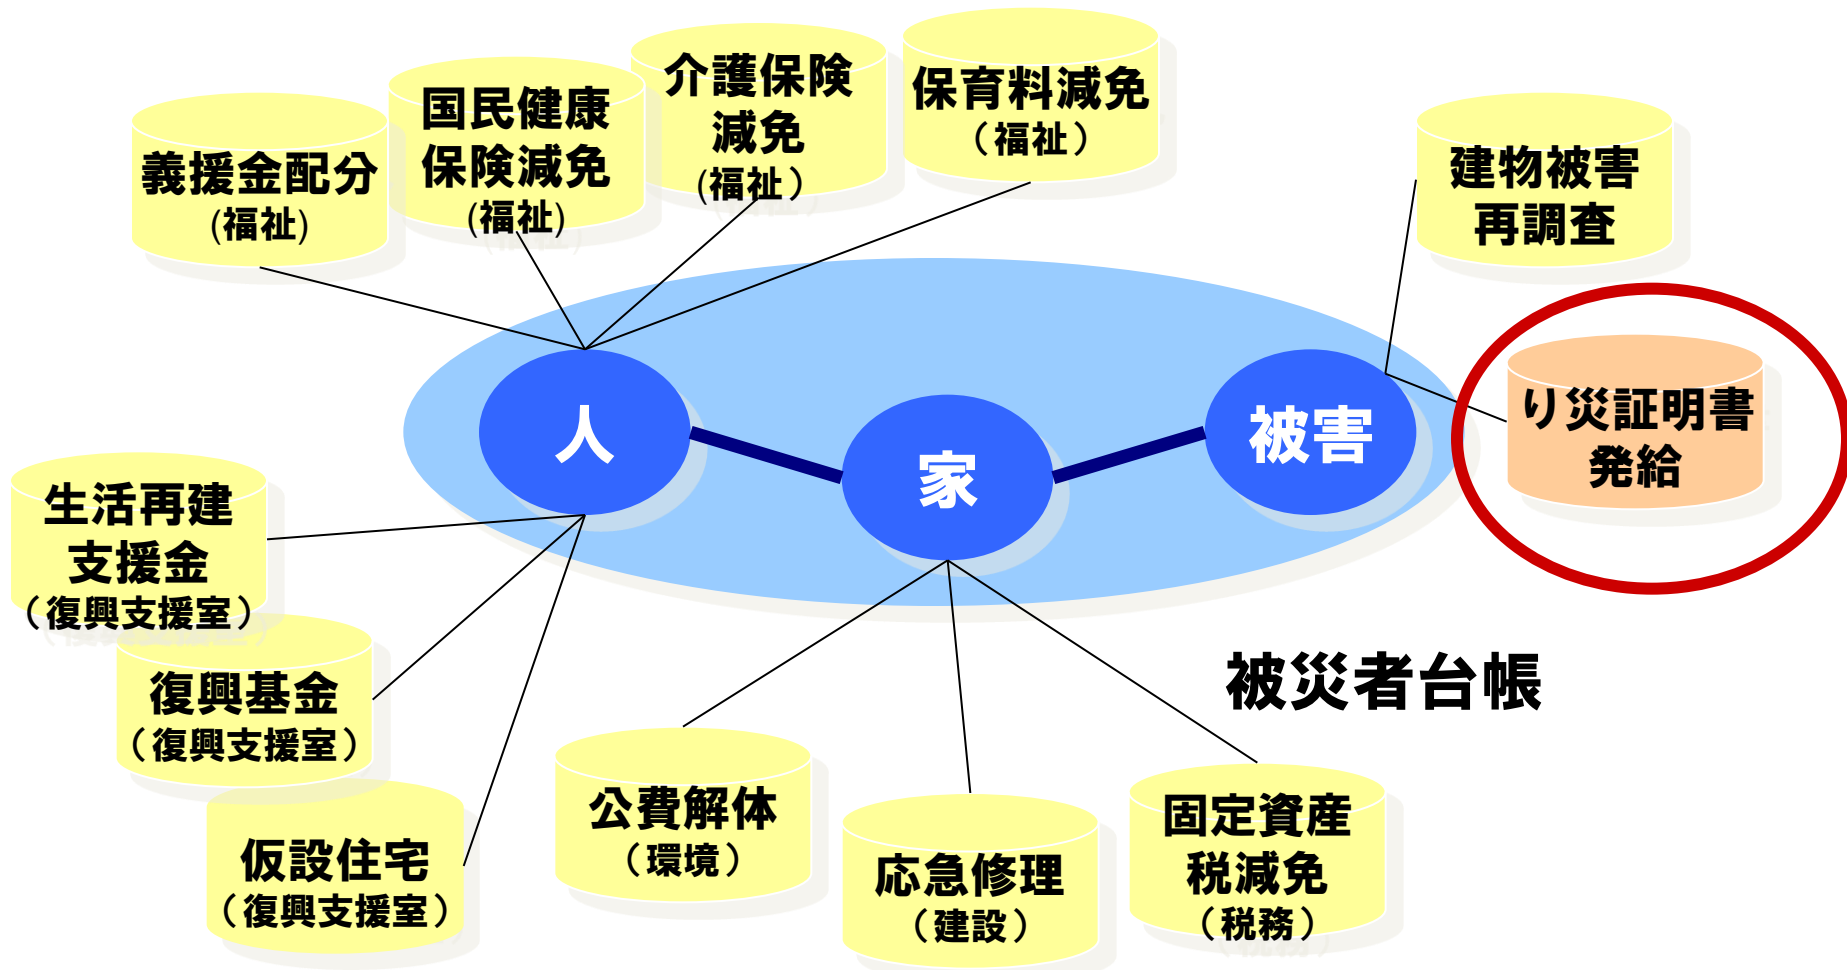 義援金配分
(福祉)
国民健康
保険減免
(福祉)
介護保険
減免
(福祉）
保育料減免
（福祉）
建物被害
再調査
り災証明書
発給
人
家
被害
生活再建
支援金
（復興支援室）
復興基金
（復興支援室）
仮設住宅
（復興支援室）
公費解体
（環境）
応急修理
（建設）
固定資産
税減免
（税務）
被災者台帳